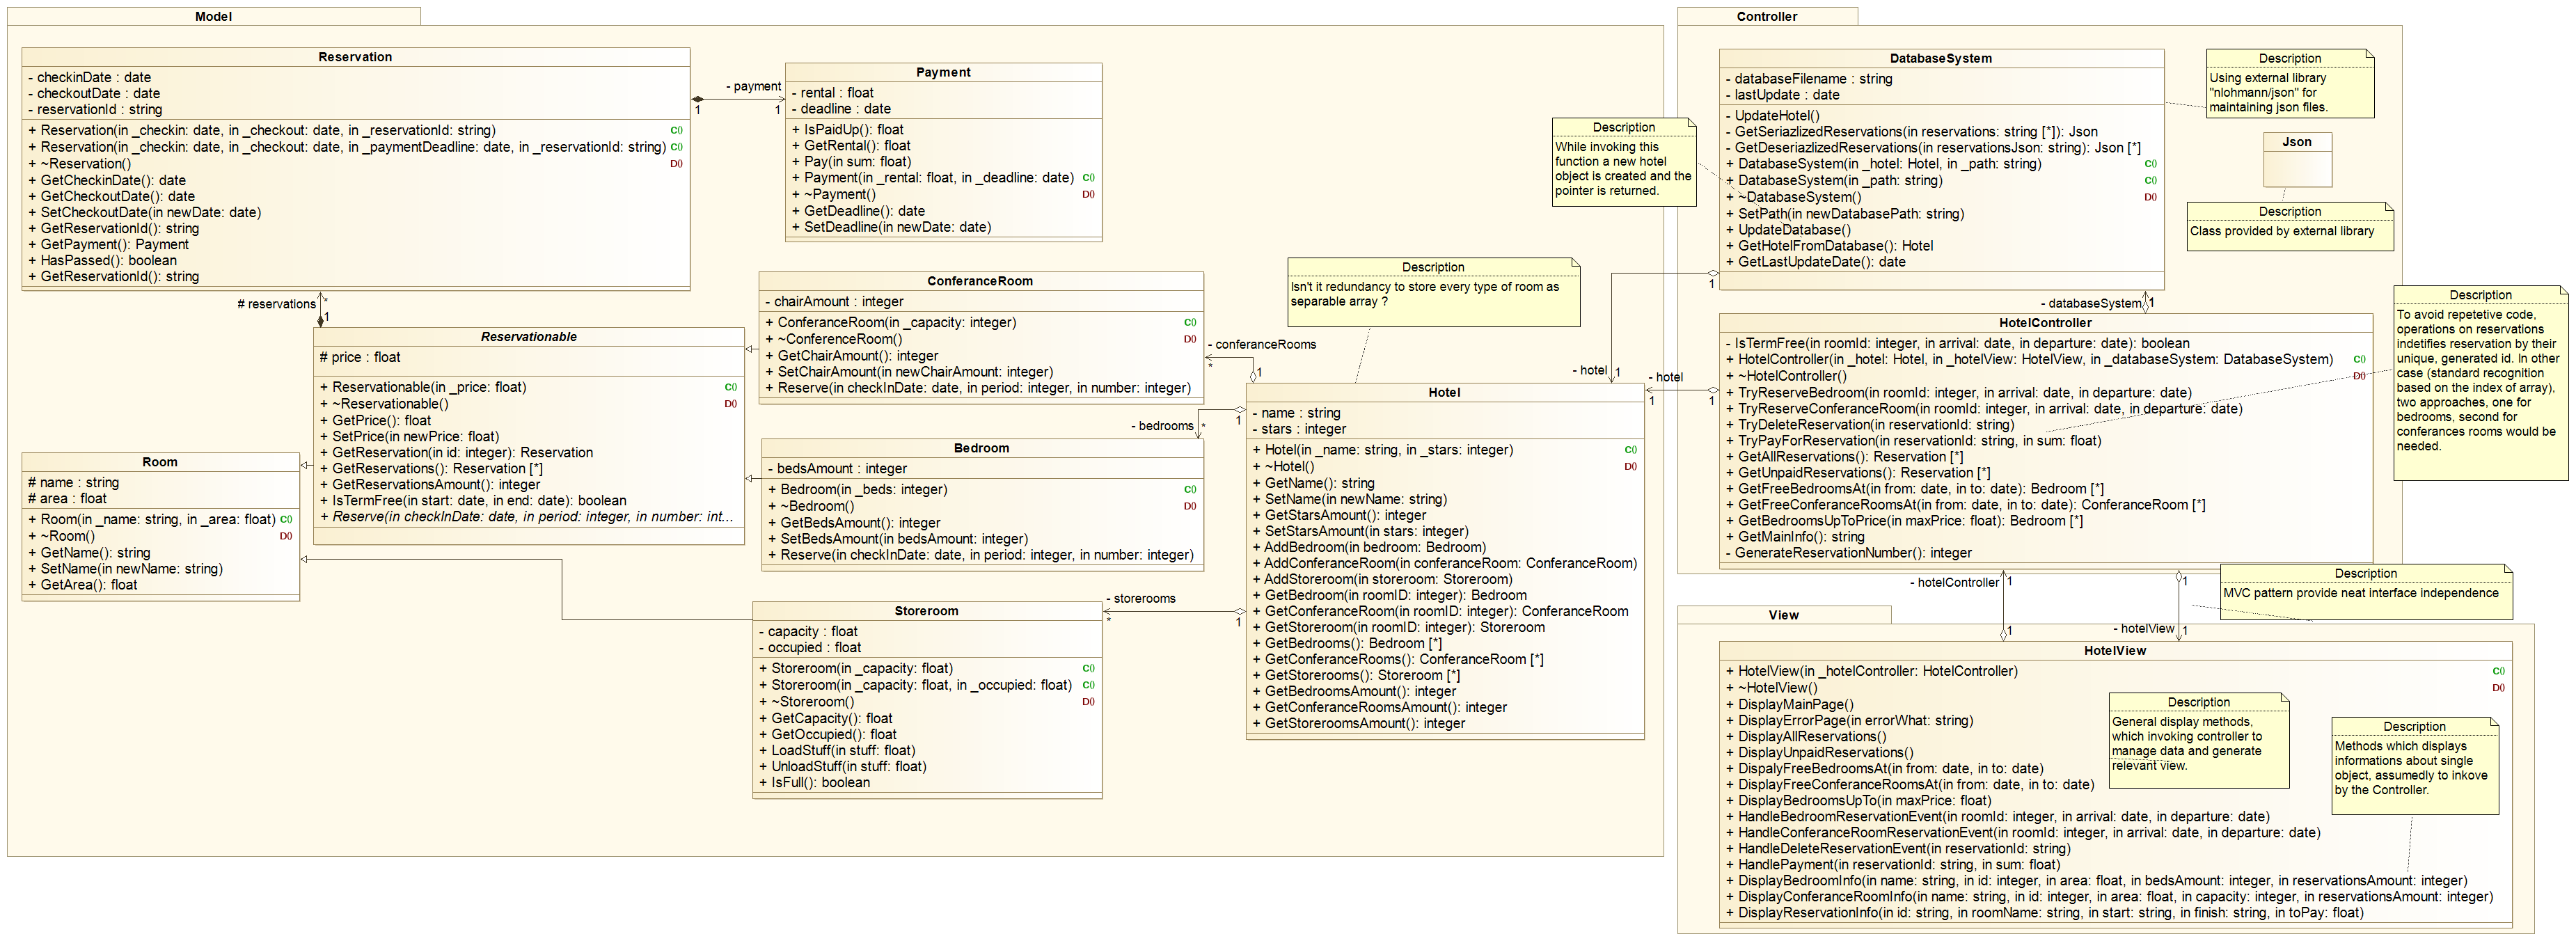 Model
Reservation
- checkinDate : date
- checkoutDate : date
- reservationId : string
+ Reservation(in _checkin: date, in _checkout: date, in _reservationId: string) C()
+ Reservation(in _checkin: date, in _checkout: date, in _paymentDeadline: date, in _reservationId: string) C()
+ ~Reservation() D()
+ GetCheckinDate(): date
+ GetCheckoutDate(): date
+ SetCheckoutDate(in newDate: date)
+ GetReservationId(): string
+ GetPayment(): Payment
+ HasPassed(): boolean
+ GetReservationId(): string
- payment
1
1
Payment
- rental : float
- deadline : date
+ IsPaidUp(): float
+ GetRental(): float
+ Pay(in sum: float)
+ Payment(in _rental: float, in _deadline: date) C()
+ ~Payment() D()
+ GetDeadline(): date
+ SetDeadline(in newDate: date)
# reservations
*
1
Reservationable
# price : float
+ Reservationable(in _price: float) C()
+ ~Reservationable() D()
+ GetPrice(): float
+ SetPrice(in newPrice: float)
+ GetReservation(in id: integer): Reservation
+ GetReservations(): Reservation [*]
+ GetReservationsAmount(): integer
+ IsTermFree(in start: date, in end: date): boolean
+ Reserve(in checkInDate: date, in period: integer, in number: int...
Room
# name : string
# area : float
+ Room(in _name: string, in _area: float) C()
+ ~Room() D()
+ GetName(): string
+ SetName(in newName: string)
+ GetArea(): float
ConferanceRoom
- chairAmount : integer
+ ConferanceRoom(in _capacity: integer) C()
+ ~ConferenceRoom() D()
+ GetChairAmount(): integer
+ SetChairAmount(in newChairAmount: integer)
+ Reserve(in checkInDate: date, in period: integer, in number: integer)
- conferanceRooms
*
1
- bedrooms
*
1
Bedroom
- bedsAmount : integer
+ Bedroom(in _beds: integer) C()
+ ~Bedroom() D()
+ GetBedsAmount(): integer
+ SetBedsAmount(in bedsAmount: integer)
+ Reserve(in checkInDate: date, in period: integer, in number: integer)
- storerooms
*
1
Storeroom
- capacity : float
- occupied : float
+ Storeroom(in _capacity: float) C()
+ Storeroom(in _capacity: float, in _occupied: float) C()
+ ~Storeroom() D()
+ GetCapacity(): float
+ GetOccupied(): float
+ LoadStuff(in stuff: float)
+ UnloadStuff(in stuff: float)
+ IsFull(): boolean
Description
Isn't it redundancy to store every type of room as
separable array ?
Hotel
- name : string
- stars : integer
+ Hotel(in _name: string, in _stars: integer) C()
+ ~Hotel() D()
+ GetName(): string
+ SetName(in newName: string)
+ GetStarsAmount(): integer
+ SetStarsAmount(in stars: integer)
+ AddBedroom(in bedroom: Bedroom)
+ AddConferanceRoom(in conferanceRoom: ConferanceRoom)
+ AddStoreroom(in storeroom: Storeroom)
+ GetBedroom(in roomID: integer): Bedroom
+ GetConferanceRoom(in roomID: integer): ConferanceRoom
+ GetStoreroom(in roomID: integer): Storeroom
+ GetBedrooms(): Bedroom [*]
+ GetConferanceRooms(): ConferanceRoom [*]
+ GetStorerooms(): Storeroom [*]
+ GetBedroomsAmount(): integer
+ GetConferanceRoomsAmount(): integer
+ GetStoreroomsAmount(): integer
Description
While invoking this
function a new hotel
object is created and the
pointer is returned.
- hotel
1
1
- hotel
1
1
Controller
DatabaseSystem
- databaseFilename : string
- lastUpdate : date
- UpdateHotel()
- GetSeriazlizedReservations(in reservations: string [*]): Json
- GetDeseriazlizedReservations(in reservationsJson: string): Json [*]
+ DatabaseSystem(in _hotel: Hotel, in _path: string) C()
+ DatabaseSystem(in _path: string) C()
+ ~DatabaseSystem() D()
+ SetPath(in newDatabasePath: string)
+ UpdateDatabase()
+ GetHotelFromDatabase(): Hotel
+ GetLastUpdateDate(): date
Description
Using external library
"nlohmann/json" for
maintaining json files.
Json
Description
Class provided by external library
- databaseSystem
1
1
HotelController
- IsTermFree(in roomId: integer, in arrival: date, in departure: date): boolean
+ HotelController(in _hotel: Hotel, in _hotelView: HotelView, in _databaseSystem: DatabaseSystem) C()
+ ~HotelController() D()
+ TryReserveBedroom(in roomId: integer, in arrival: date, in departure: date)
+ TryReserveConferanceRoom(in roomId: integer, in arrival: date, in departure: date)
+ TryDeleteReservation(in reservationId: string)
+ TryPayForReservation(in reservationId: string, in sum: float)
+ GetAllReservations(): Reservation [*]
+ GetUnpaidReservations(): Reservation [*]
+ GetFreeBedroomsAt(in from: date, in to: date): Bedroom [*]
+ GetFreeConferanceRoomsAt(in from: date, in to: date): ConferanceRoom [*]
+ GetBedroomsUpToPrice(in maxPrice: float): Bedroom [*]
+ GetMainInfo(): string
- GenerateReservationNumber(): integer
Description
To avoid repetetive code,
operations on reservations
indetifies reservation by their
unique, generated id. In other
case (standard recognition
based on the index of array),
two approaches, one for
bedrooms, second for
conferances rooms would be
needed.
- hotelController
1
1
- hotelView
1
1
Description
MVC pattern provide neat interface independence
View
HotelView
+ HotelView(in _hotelController: HotelController) C()
+ ~HotelView() D()
+ DisplayMainPage()
+ DisplayErrorPage(in errorWhat: string)
+ DisplayAllReservations()
+ DisplayUnpaidReservations()
+ DispalyFreeBedroomsAt(in from: date, in to: date)
+ DisplayFreeConferanceRoomsAt(in from: date, in to: date)
+ DisplayBedroomsUpTo(in maxPrice: float)
+ HandleBedroomReservationEvent(in roomId: integer, in arrival: date, in departure: date)
+ HandleConferanceRoomReservationEvent(in roomId: integer, in arrival: date, in departure: date)
+ HandleDeleteReservationEvent(in reservationId: string)
+ HandlePayment(in reservationId: string, in sum: float)
+ DisplayBedroomInfo(in name: string, in id: integer, in area: float, in bedsAmount: integer, in reservationsAmount: integer)
+ DisplayConferanceRoomInfo(in name: string, in id: integer, in area: float, in capacity: integer, in reservationsAmount: integer)
+ DisplayReservationInfo(in id: string, in roomName: string, in start: string, in finish: string, in toPay: float)
Description
General display methods,
which invoking controller to
manage data and generate
relevant view.
Description
Methods which displays
informations about single
object, assumedly to inkove
by the Controller.